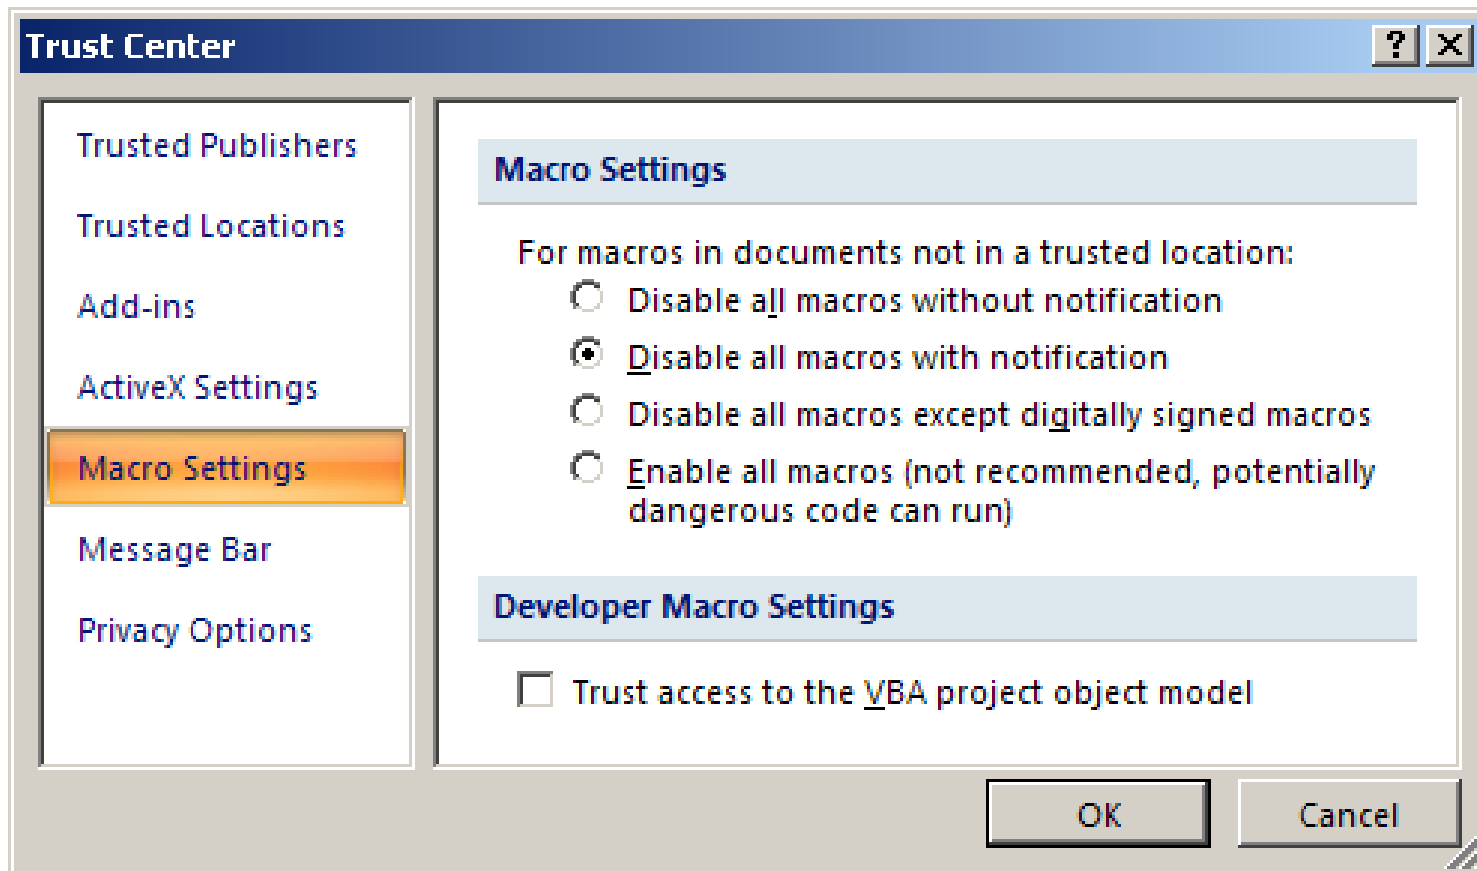 Trust Center
Trusted Publishers
Trusted Locations
Add-ins
ActiveX Settings
Macro Settings
Message Bar
Privacy Options
Macro Settings
For macros in documents not in a trusted location:
Disable all macros without notification
Disable all macros with notification
Disable all macros except digitally signed macros
Enable all macros (not recommended, potentially
dangerous code can run)
Developer Macro Settings
Trust access to the VBA project object model
OK
Cancel